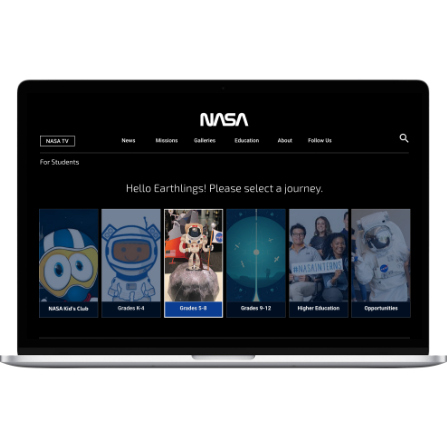 NASA
NASA TV News Missions Galleries Education About Follow Us
For Students
Hello Earthlings! Please select a journey.
#NASAINTERNS
NASA Kid's Club Grades K-4 Grades 5-8 Grades 9-12 Higher Education Opportunities